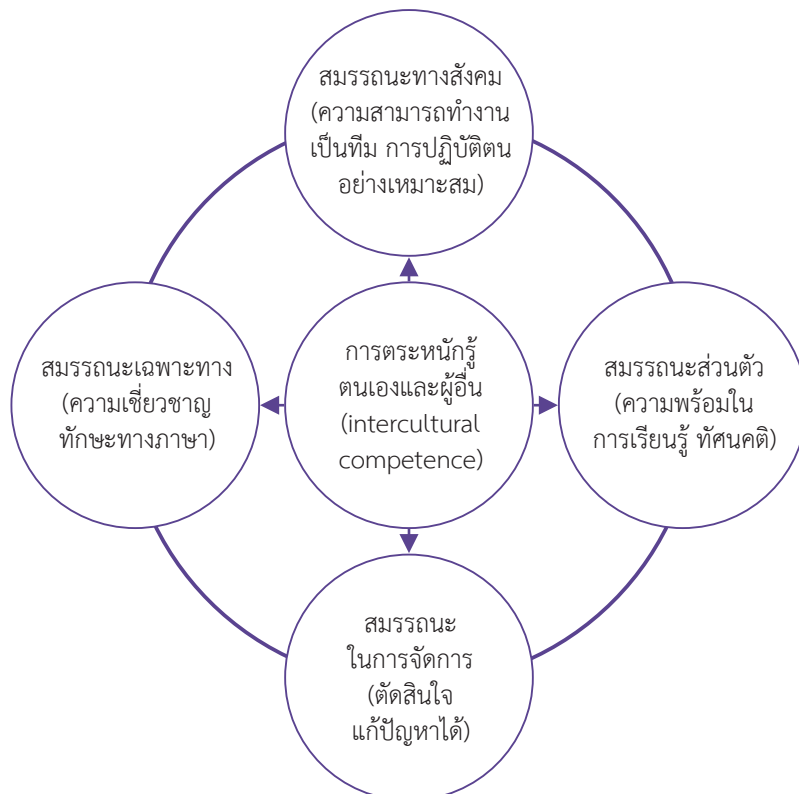 สมรรถนะทางสังคม
(ความสามารถทำงาน
เป็นทีม การปฏิบัติตน
อย่างเหมาะสม)
สมรรถนะเฉพาะทาง
(ความเชี่ยวชาญ
ทักษะทางภาษา)
การตระหนักรู้
ตนเองและผู้อื่น
(intercultural
competence)
สมรรถนะส่วนตัว
(ความพร้อมใน
การเรียนรู้ ทัศนคติ)
สมรรถนะ
ในการจัดการ
(ตัดสินใจ
แก้ปัญหาได้)